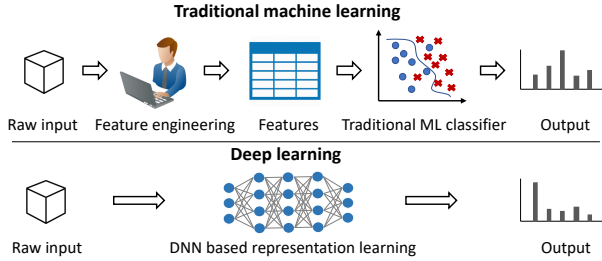 Traditional machine learning
Raw input Feature engineering Features Traditional ML classifier Output
Deep learning
Raw input DNN based representation learning Output